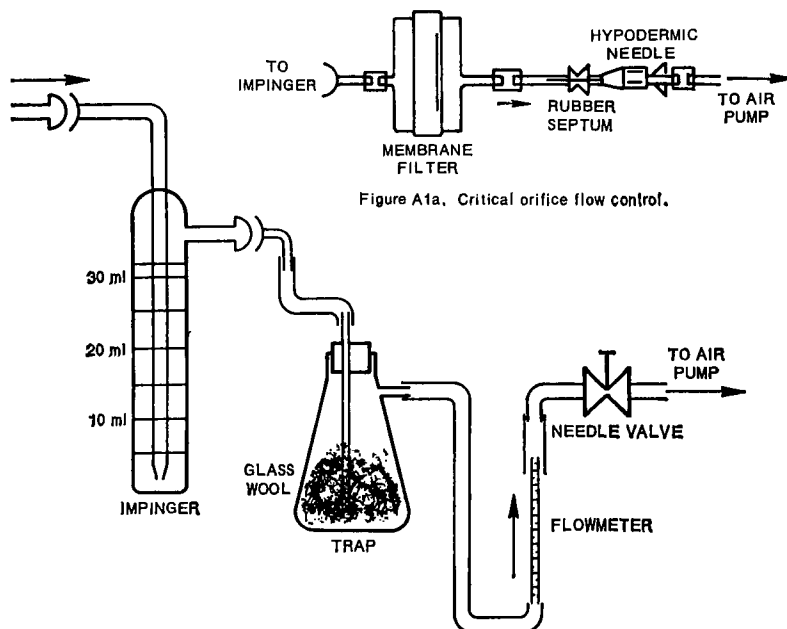 TO
IMPINGER
HYPODERMIC
NEEDLE
RUBBER
SEPTUM
TO AIR
PUMP
MEMBRANE
FILTER
Figure A1a. Critical orifice flow control.
30 ml
20 ml
10 ml
IMPINGER
GLASS
WOOL
TRAP
TO AIR
PUMP
NEEDLE VALVE
FLOWMETER